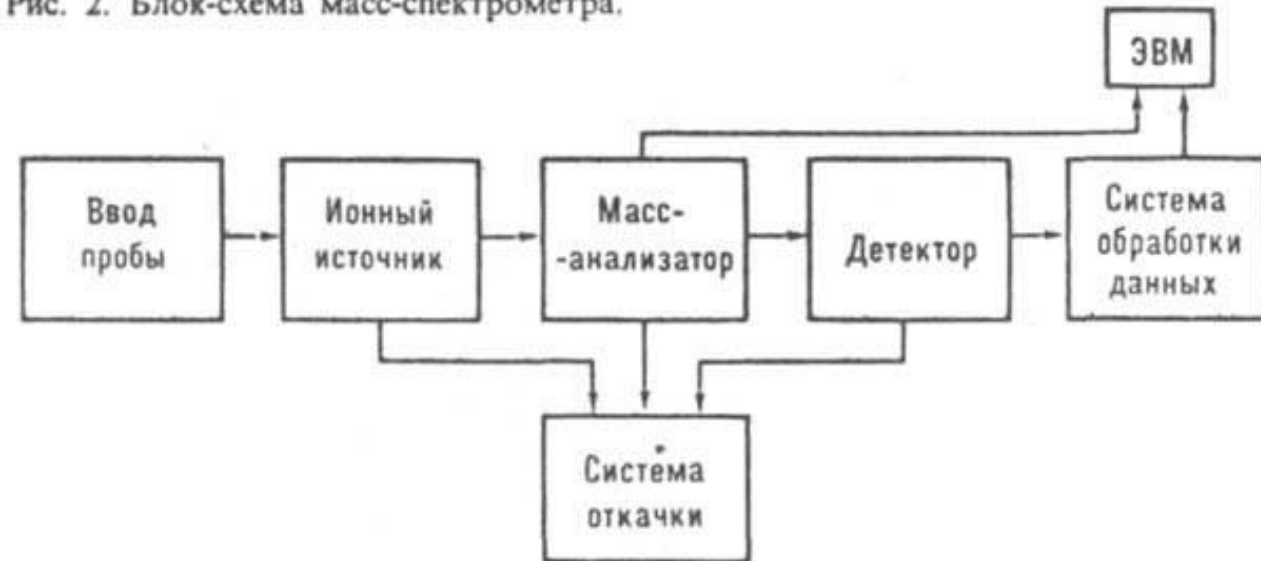 Рис. 2. Блок-схема масс-спектрометра.
ЭВМ
Ввод
пробы
Ионный
источник
Масс-
-анализатор
Детектор
Система
обработки
данных
Система
откачки